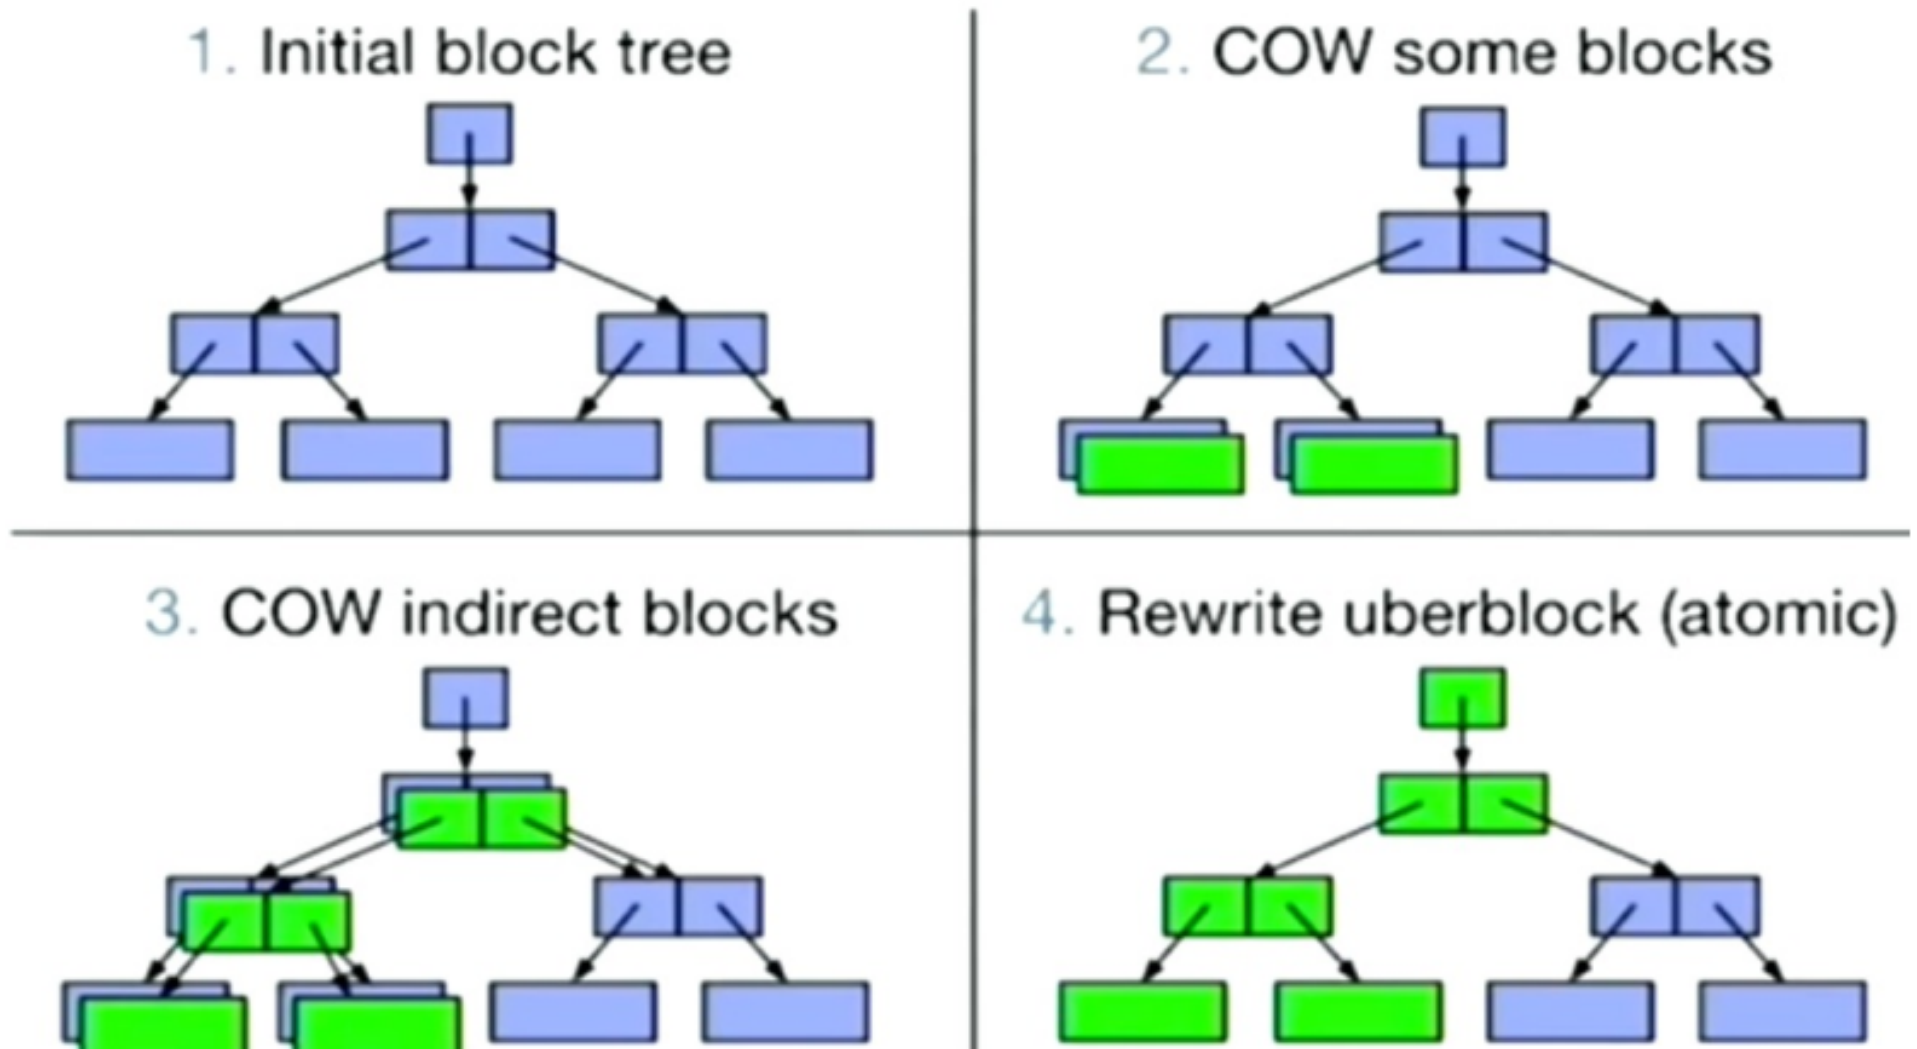 1. Initial block tree
2. COW some blocks
3. COW indirect blocks
4. Rewrite uberblock (atomic)